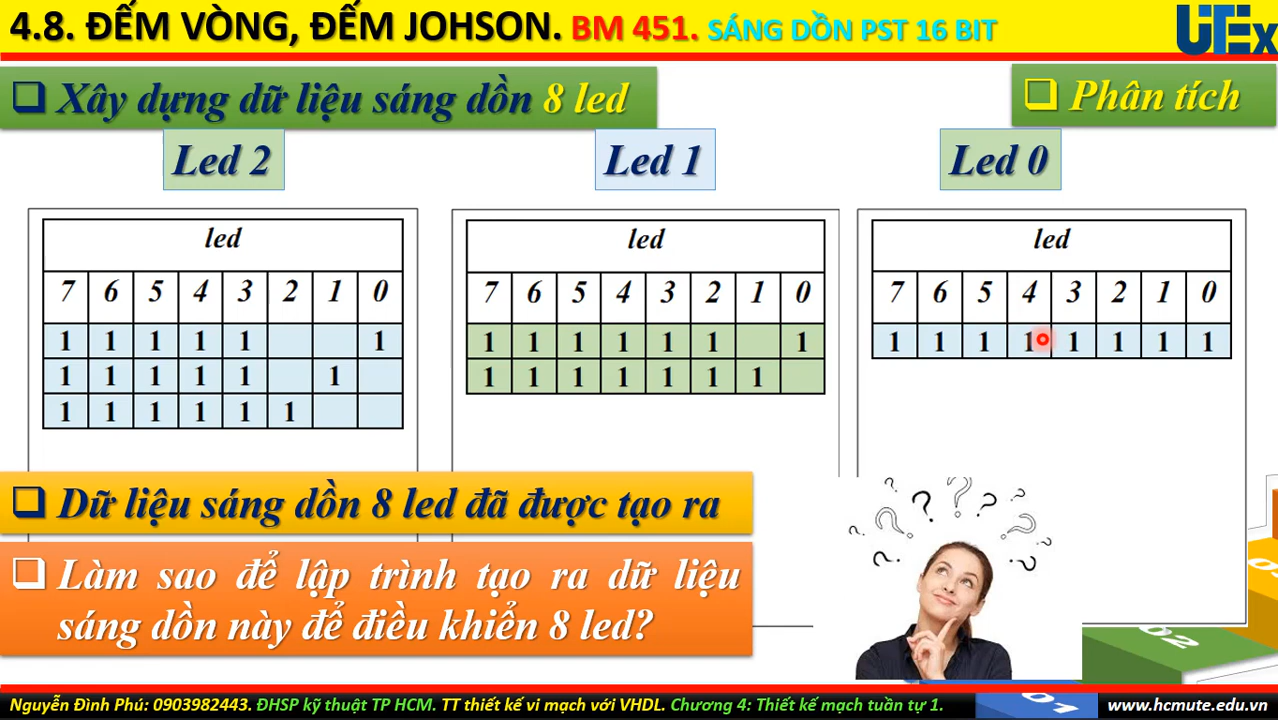 4.8. ĐẾM VÒNG, ĐẾM JOHSON. BM 451. SÁNG DỒN PST 16 BIT
UTEx
❑ Xây dựng dữ liệu sáng dồn 8 led
❑ Phân tích
Led 2
Led 1
Led 0
led
7 6 5 4 3 2 1 0
1 1 1 1 1 1
1 1 1 1 1 1
1 1 1 1 1 1
led
7 6 5 4 3 2 1 0
1 1 1 1 1 1 1
1 1 1 1 1 1 1
led
7 6 5 4 3 2 1 0
1 1 1 1 1 1 1 1
❑ Dữ liệu sáng dồn 8 led đã được tạo ra
❑ Làm sao để lập trình tạo ra dữ liệu
sáng dồn này để điều khiển 8 led?
? ? ? ? ? ? ? ? ? ?
02
01
Nguyễn Đình Phú: 0903982443. ĐHSP kỹ thuật TP HCM. TT thiết kế vi mạch với VHDL. Chương 4: Thiết kế mạch tuần tự 1.
www.hcmute.edu.vn